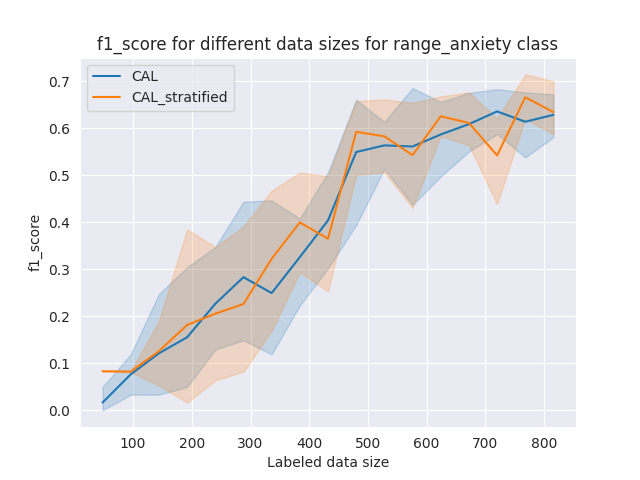 f1_score for different data sizes for range_anxiety class
CAL
CAL_stratified
0.7
0.6
0.5
0.4
0.3
0.2
0.1
0.0
f1_score
100 200 300 400 500 600 700 800
Labeled data size